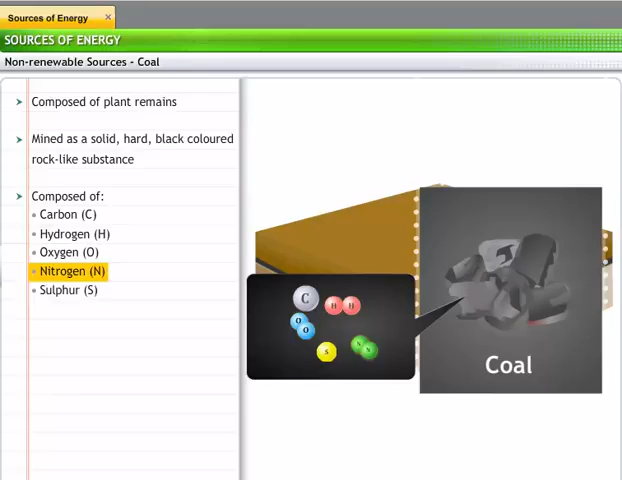 Sources of Energy
SOURCES OF ENERGY
Non-renewable Sources - Coal
Composed of plant remains
Mined as a solid, hard, black coloured
rock-like substance
Composed of:
Carbon (C)
Hydrogen (H)
Oxygen (O)
Nitrogen (N)
Sulphur (S)
C
H H
O
O
S
N
N
Coal